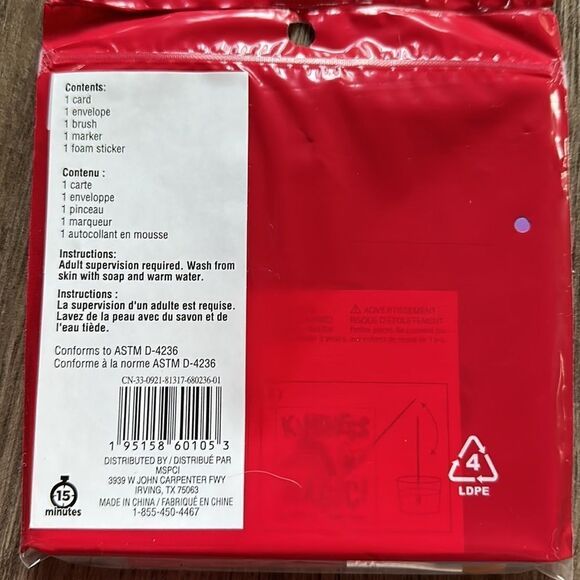 Contents:
1 card
1 envelope
1 brush
1 marker
1 foam sticker
Contenu :
1 carte
1 enveloppe
1 pinceau
1 marqueur
1 autocollant en mousse
Instructions:
Adult supervision required. Wash from
skin with soap and warm water.
Instructions :
La supervision d'un adulte est requise.
Lavez de la peau avec du savon et de
l'eau tiède.
Conforms to ASTM D-4236
Conforme à la norme ASTM D-4236
CN-33-0921-81317-680236-01
1 95158 60105 3
DISTRIBUTED BY / DISTRIBUÉ PAR
MSPCI
3939 W JOHN CARPENTER FWY
IRVING, TX 75063
MADE IN CHINA / FABRIQUÉ EN CHINE
1-855-450-4467
15
minutes
AVERTISSEMENT
RISQUE D'ÉTOUFFEMENT
KINDNESS
4
LDPE